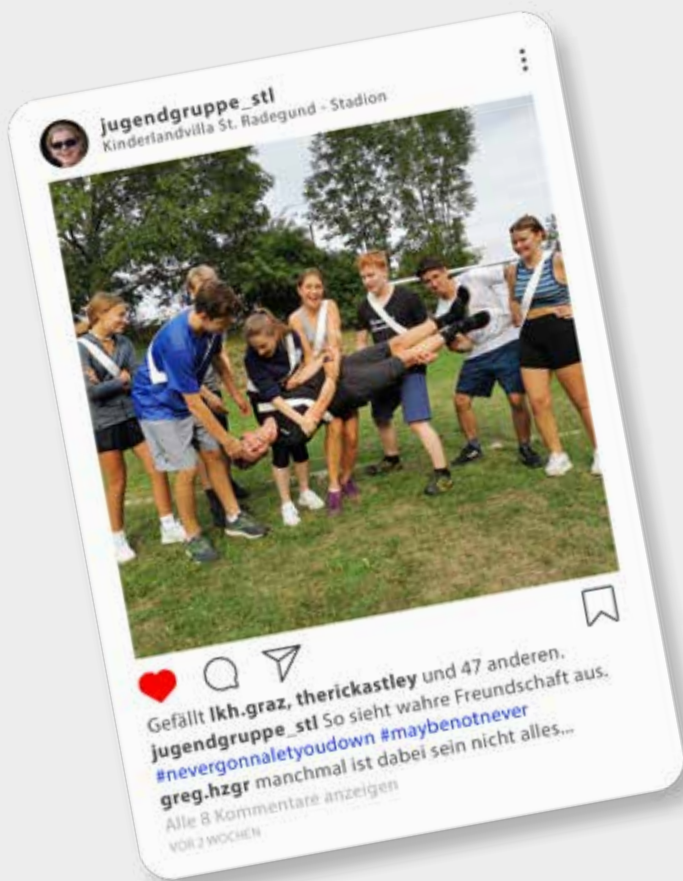 jugendgruppe_stl
Kinderlandvilla St. Radegund - Stadion
Gefällt lkh.graz, therickastley und 47 anderen.
jugendgruppe_stl So sieht wahre Freundschaft aus.
#nevergonnaletyoudown #maybenotnever
greg.hzgr manchmal ist dabei sein nicht alles...
Alle 8 Kommentare anzeigen
VOR 2 WOCHEN